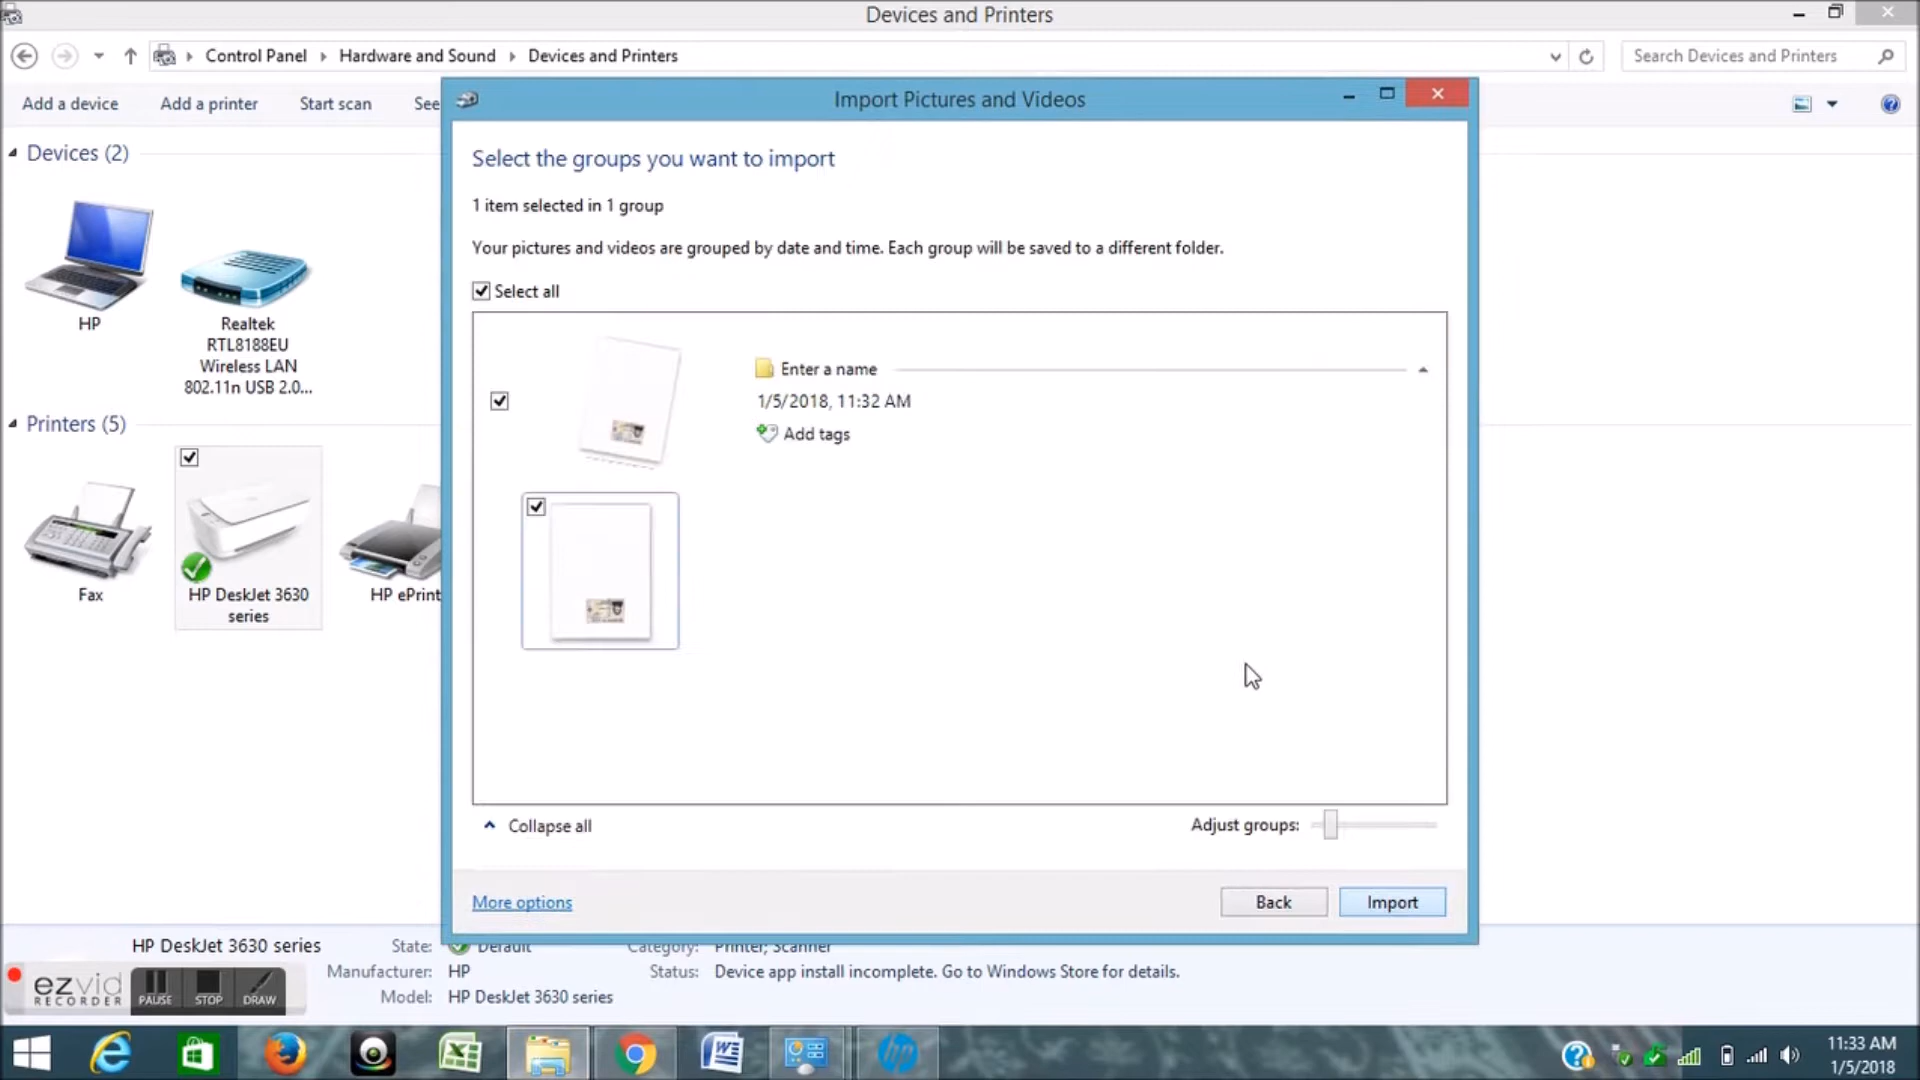 Devices and Printers
Control Panel Hardware and Sound Devices and Printers
Search Devices and Printers
Add a device Add a printer Start scan See
Import Pictures and Videos
Devices (2)
HP
Realtek
RTL8188EU
Wireless LAN
802.11n USB 2.0...
Printers (5)
Fax
HP DeskJet 3630
series
HP ePrint
Select the groups you want to import
1 item selected in 1 group
Your pictures and videos are grouped by date and time. Each group will be saved to a different folder.
Select all
Enter a name
1/5/2018, 11:32 AM
Add tags
Collapse all
Adjust groups:
More options
Back
Import
HP DeskJet 3630 series
State: Default
Category: Printer; Scanner
Manufacturer: HP
Status: Device app install incomplete. Go to Windows Store for details.
Model: HP DeskJet 3630 series
ezvid
RECORDER
PAUSE STOP DRAW
11:33 AM
1/5/2018